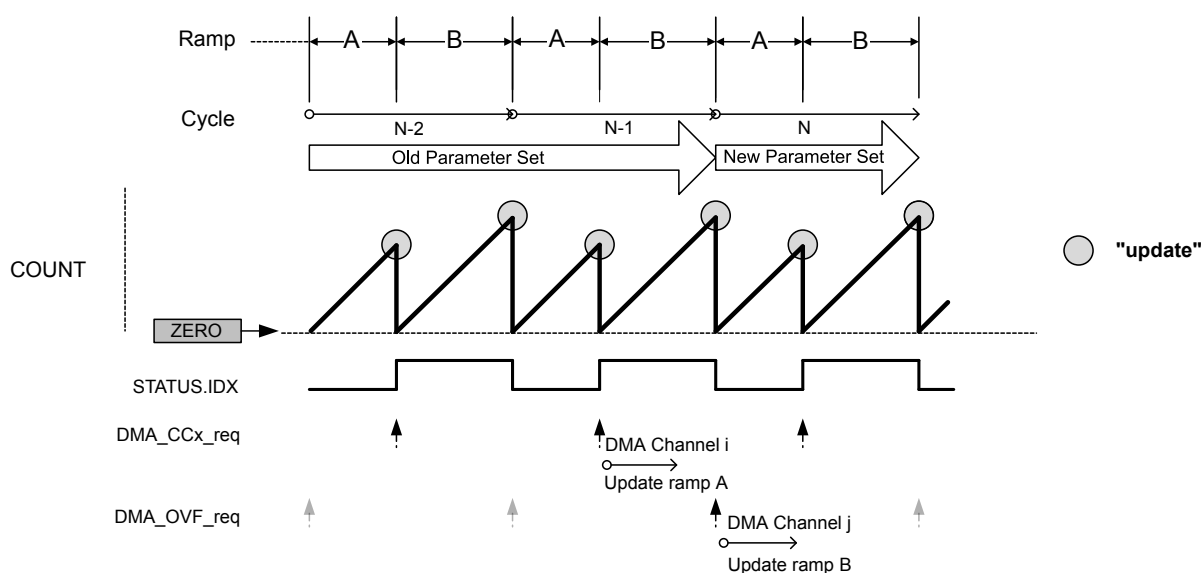 Ramp A B A B A B
Cycle
N-2 N-1 N
Old Parameter Set New Parameter Set
"update"
COUNT
ZERO
STATUS.IDX
DMA_CCx_req
DMA Channel i
Update ramp A
DMA_OVF_req
DMA Channel j
Update ramp B